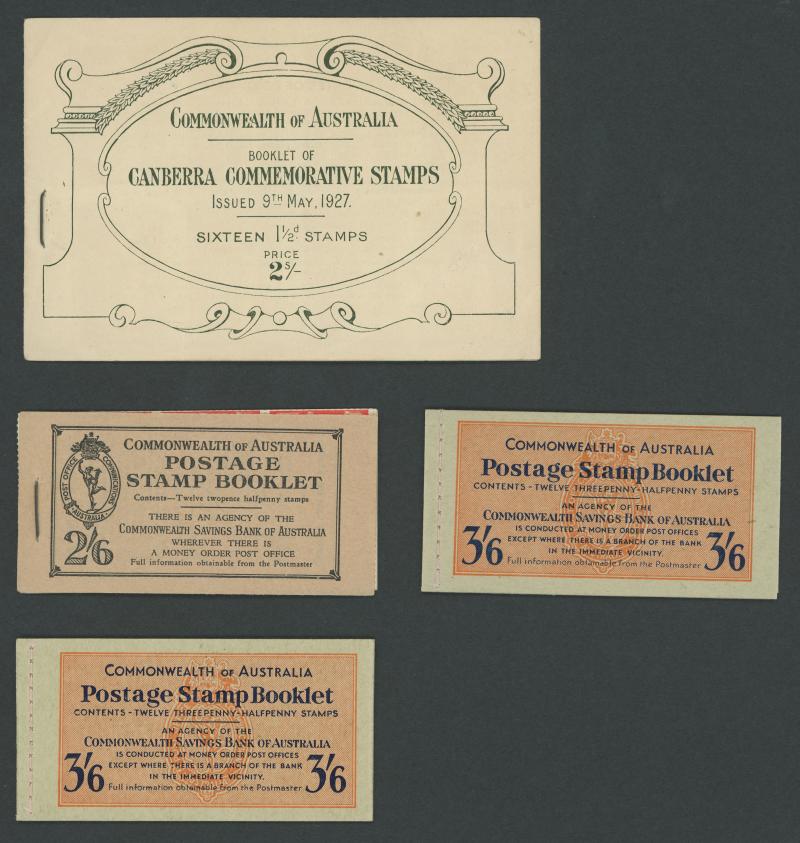 COMMONWEALTH OF AUSTRALIA
BOOKLET OF
CANBERRA COMMEMORATIVE STAMPS
ISSUED 9TH MAY, 1927.
SIXTEEN 1½d. STAMPS
PRICE
2S/-
COMMONWEALTH OF AUSTRALIA
POSTAGE
STAMP BOOKLET
Contents—Twelve twopence halfpenny stamps
POST OFFICE COMMUNICATIONS
AUSTRALIA
THERE IS AN AGENCY OF THE
COMMONWEALTH SAVINGS BANK OF AUSTRALIA
WHEREVER THERE IS
A MONEY ORDER POST OFFICE
Full information obtainable from the Postmaster
2/6
COMMONWEALTH OF AUSTRALIA
Postage Stamp Booklet
CONTENTS - TWELVE THREEPENNY-HALFPENNY STAMPS
AN AGENCY OF THE
COMMONWEALTH SAVINGS BANK OF AUSTRALIA
IS CONDUCTED AT MONEY ORDER POST OFFICES
EXCEPT WHERE THERE IS A BRANCH OF THE BANK
IN THE IMMEDIATE VICINITY.
3/6 Full information obtainable from the Postmaster 3/6
COMMONWEALTH OF AUSTRALIA
Postage Stamp Booklet
CONTENTS - TWELVE THREEPENNY-HALFPENNY STAMPS
AN AGENCY OF THE
COMMONWEALTH SAVINGS BANK OF AUSTRALIA
IS CONDUCTED AT MONEY ORDER POST OFFICES
EXCEPT WHERE THERE IS A BRANCH OF THE BANK
IN THE IMMEDIATE VICINITY.
3/6 Full information obtainable from the Postmaster 3/6